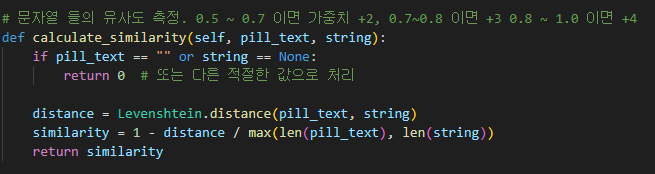 # 문자열 들의 유사도 측정. 0.5 ~ 0.7 이면 가중치 +2, 0.7~0.8 이면 +3 0.8 ~ 1.0 이면 +4
def calculate_similarity(self, pill_text, string):
    if pill_text == "" or string == None:
        return 0  # 또는 다른 적절한 값으로 처리

    distance = Levenshtein.distance(pill_text, string)
    similarity = 1 - distance / max(len(pill_text), len(string))
    return similarity